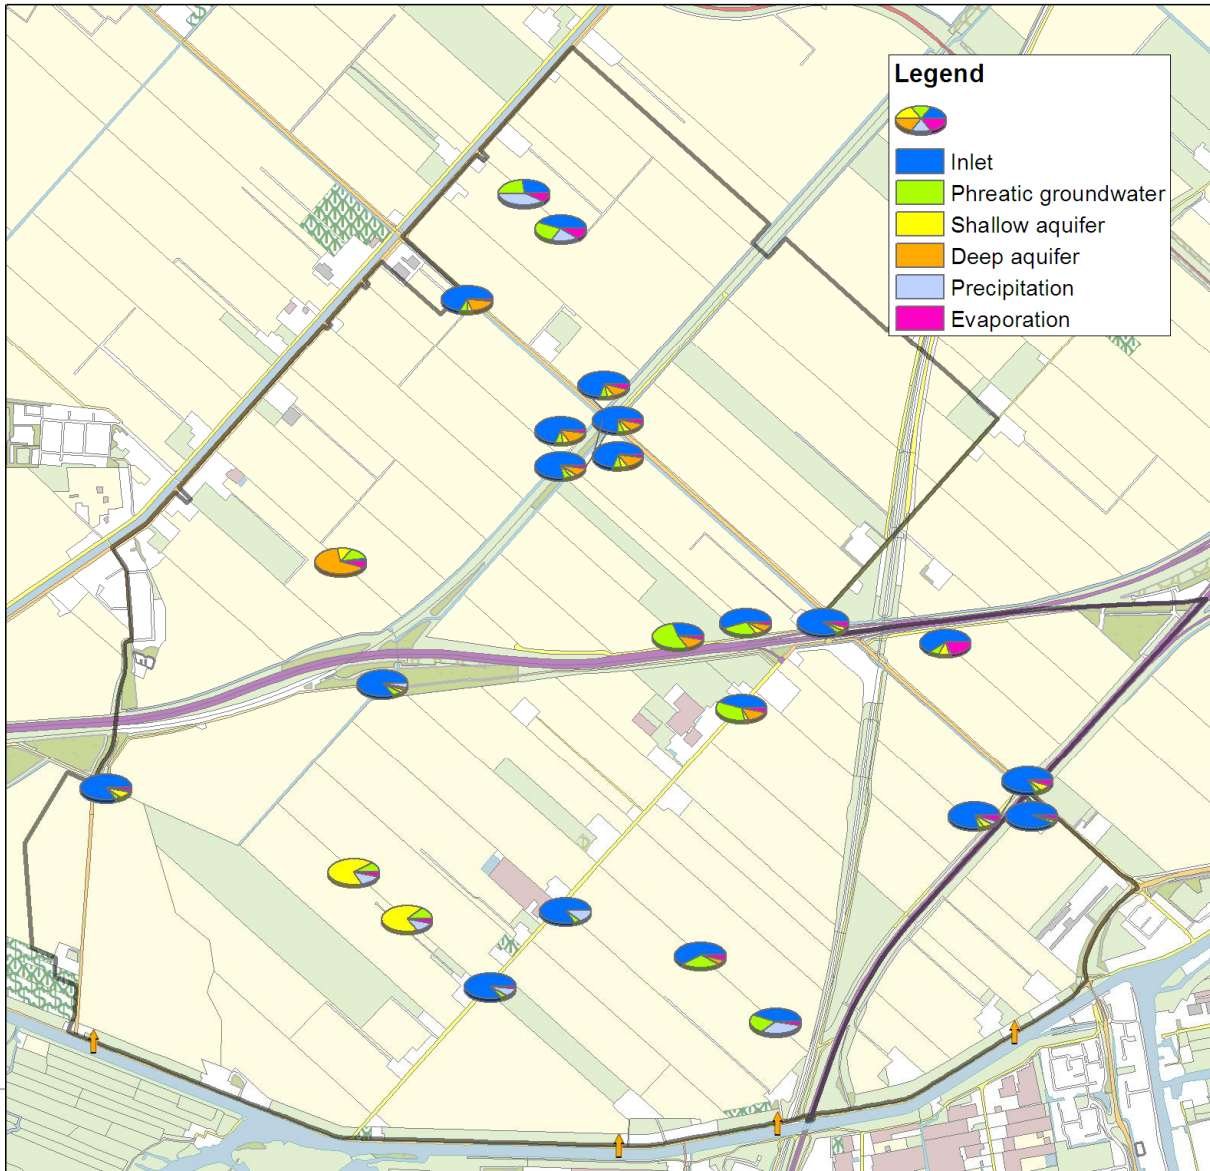 Legend
Inlet
Phreatic groundwater
Shallow aquifer
Deep aquifer
Precipitation
Evaporation